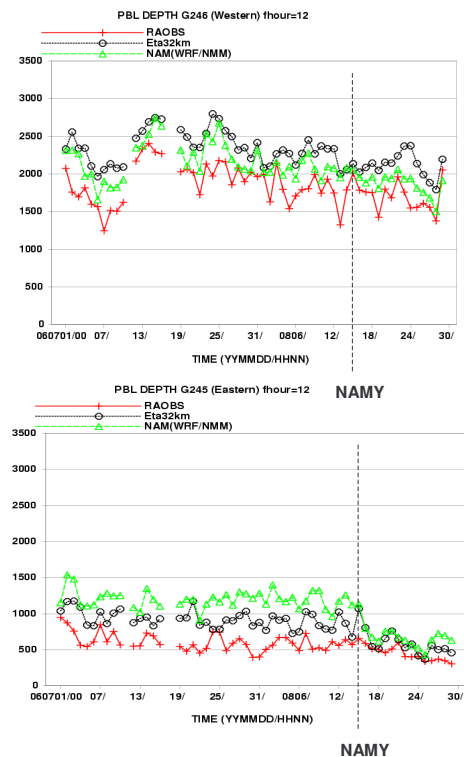 PBL DEPTH G246 (Western) fhour=12
RAOBS
Eta32km
NAM(WRF/NMM)
3500
3000
2500
2000
1500
1000
500
0
060701/00 07/ 13/ 19/ 25/ 31/ 0806/ 12/ 18/ 24/ 30/
TIME (YYMMDD/HHNN)
NAMY
PBL DEPTH G245 (Eastern) fhour=12
RAOBS
Eta32km
NAM(WRF/NMM)
3500
3000
2500
2000
1500
1000
500
0
060701/00 07/ 13/ 19/ 25/ 31/ 0806/ 12/ 18/ 24/ 30/
TIME (YYMMDD/HHNN)
NAMY